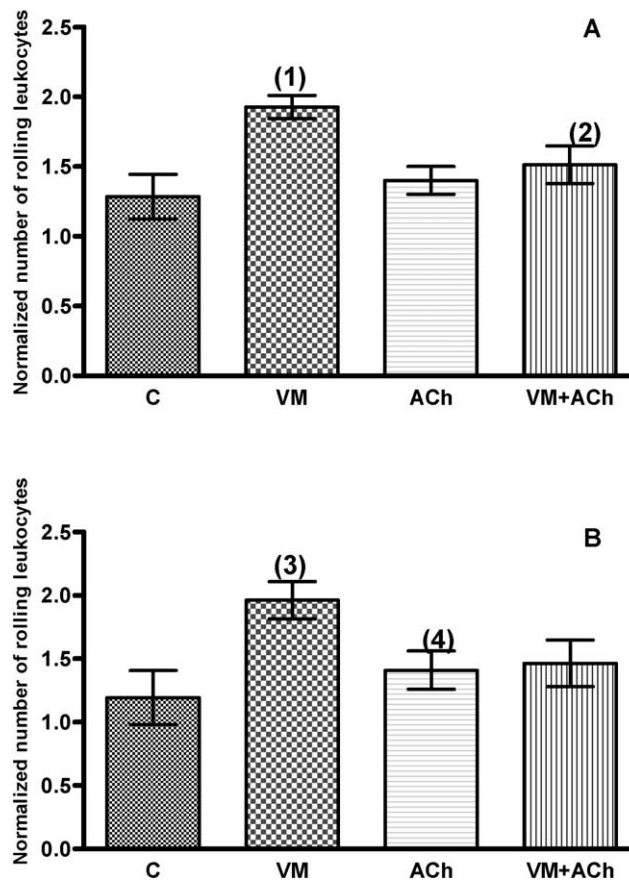 A
Normalized number of rolling leukocytes
2.5
2.0
1.5
1.0
0.5
0.0
(1)
(2)
C VM ACh VM+ACh
B
Normalized number of rolling leukocytes
2.5
2.0
1.5
1.0
0.5
0.0
(3)
(4)
C VM ACh VM+ACh